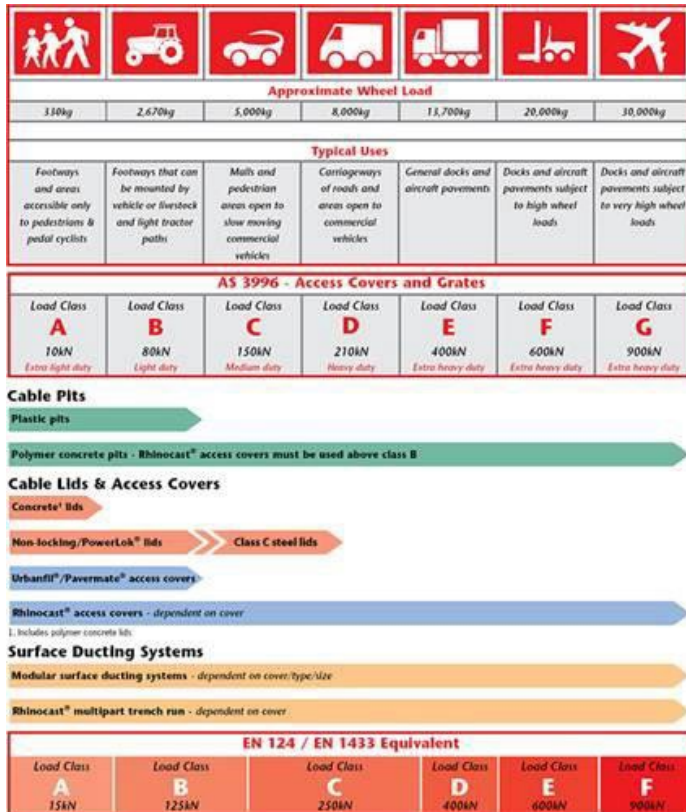 Approximate Wheel Load
330kg 2,670kg 5,000kg 8,000kg 13,700kg 20,000kg 30,000kg
Typical Uses
Footways and areas accessible only to pedestrians & pedal cyclists
Footways that can be mounted by vehicle or livestock and light tractor paths
Malls and pedestrian areas open to slow moving commercial vehicles
Carriageways of roads and areas open to commercial vehicles
General docks and aircraft pavements
Docks and aircraft pavements subject to high wheel loads
Docks and aircraft pavements subject to very high wheel loads
AS 3996 - Access Covers and Grates
Load Class Load Class Load Class Load Class Load Class Load Class Load Class
A B C D E F G
10kN 80kN 150kN 210kN 400kN 600kN 900kN
Extra light duty Light duty Medium duty Heavy duty Extra heavy duty Extra heavy duty Extra heavy duty
Cable Pits
Plastic pits
Polymer concrete pits - Rhinocast® access covers must be used above class B
Cable Lids & Access Covers
Concrete¹ lids
Non-locking/PowerLok® lids Class C steel lids
Urbanfil®/Pavermate® access covers
Rhinocast® access covers - dependent on cover
1. Includes polymer concrete lids
Surface Ducting Systems
Modular surface ducting systems - dependent on cover/type/size
Rhinocast® multipart trench run - dependent on cover
EN 124 / EN 1433 Equivalent
Load Class Load Class Load Class Load Class Load Class Load Class
A B C D E F
15kN 125kN 250kN 400kN 600kN 900kN